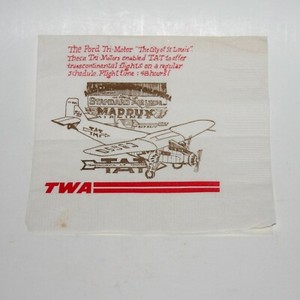 The Ford Tri-Motor "The City of St. Louis"
These Tri-Motors enabled TAT to offer
transcontinental flights on a regular
schedule. Flight time: 48 hours!
STANDARD AIRLINES
MADDUX
TAT
TAT
TWA